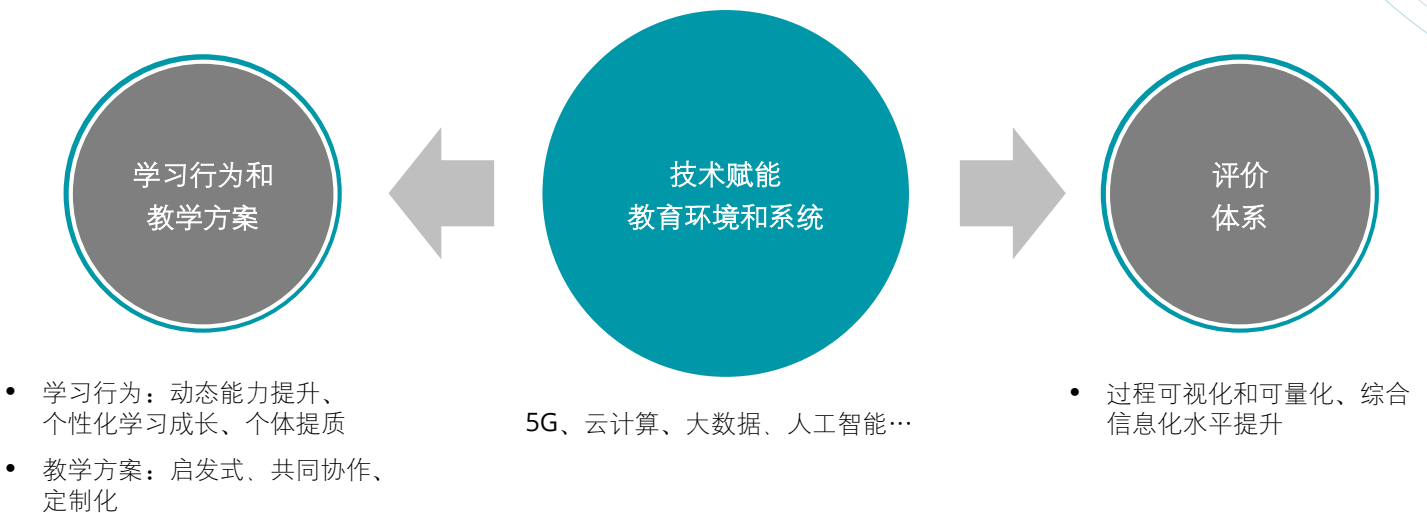 学习行为和
教学方案
技术赋能
教育环境和系统
评价
体系
• 学习行为：动态能力提升、
个性化学习成长、个体提质
• 教学方案：启发式、共同协作、
定制化
5G、云计算、大数据、人工智能…
• 过程可视化和可量化、综合
信息化水平提升